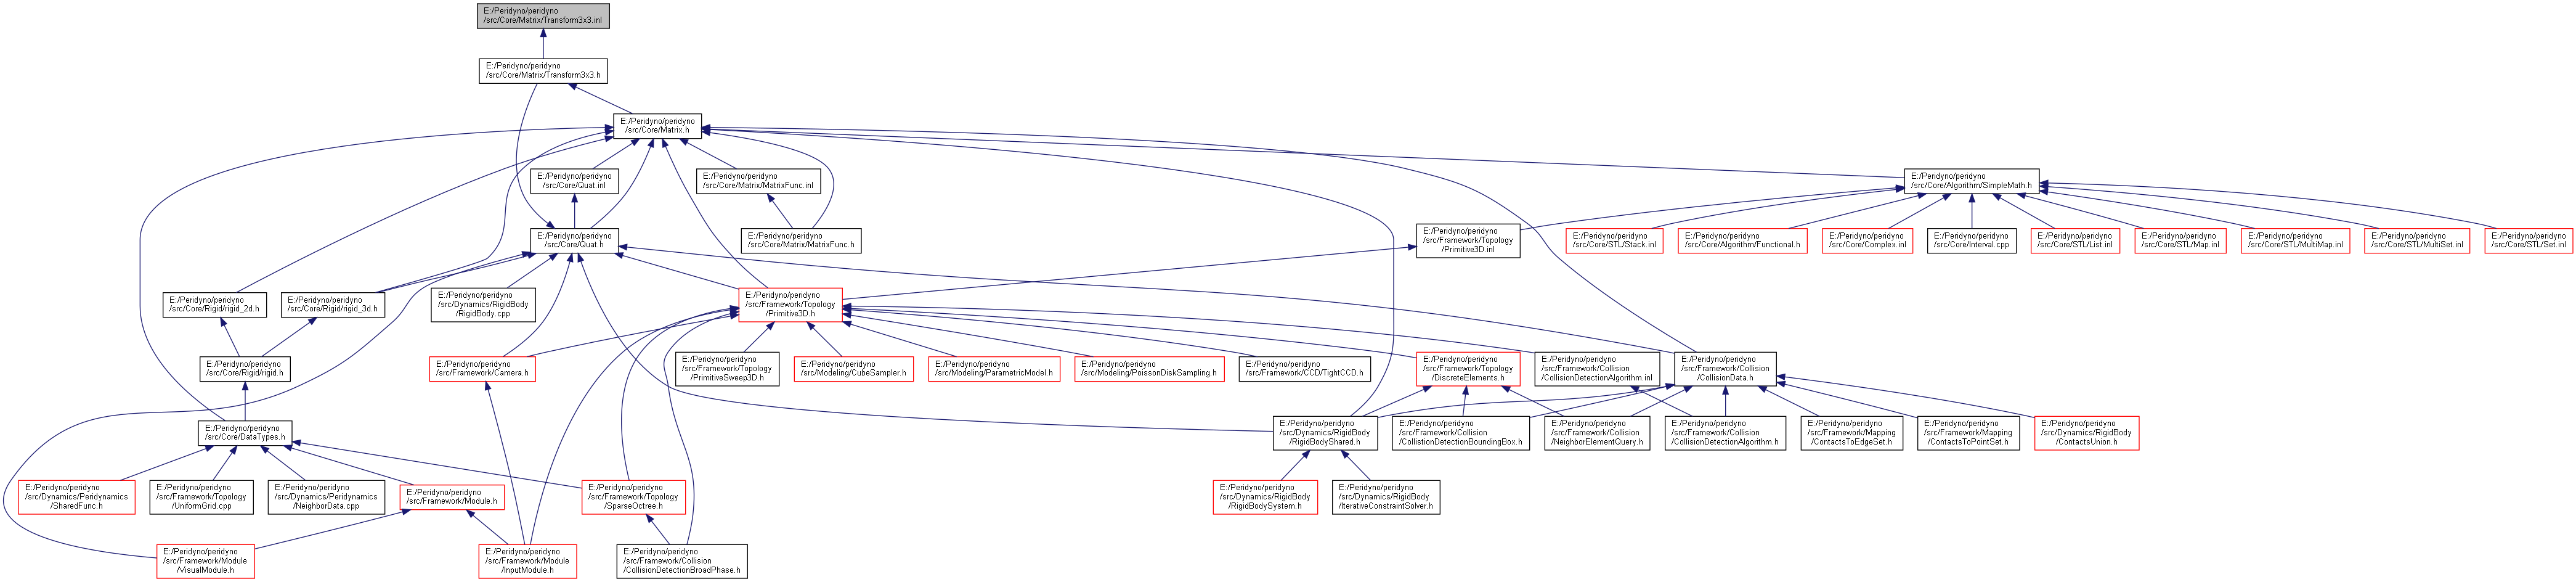 E:/Peridyno/peridyno
/src/Core/Matrix/Transform3x3.inl
E:/Peridyno/peridyno
/src/Core/Matrix/Transform3x3.h
E:/Peridyno/peridyno
/src/Core/Matrix.h
E:/Peridyno/peridyno
/src/Core/Quat.inl
E:/Peridyno/peridyno
/src/Core/Matrix/MatrixFunc.inl
E:/Peridyno/peridyno
/src/Core/Algorithm/SimpleMath.h
E:/Peridyno/peridyno
/src/Core/Quat.h
E:/Peridyno/peridyno
/src/Core/Matrix/MatrixFunc.h
E:/Peridyno/peridyno
/src/Framework/Topology
/Primitive3D.inl
E:/Peridyno/peridyno
/src/Core/STL/Stack.inl
E:/Peridyno/peridyno
/src/Core/Algorithm/Functional.h
E:/Peridyno/peridyno
/src/Core/Complex.inl
E:/Peridyno/peridyno
/src/Core/Interval.cpp
E:/Peridyno/peridyno
/src/Core/STL/List.inl
E:/Peridyno/peridyno
/src/Core/STL/Map.inl
E:/Peridyno/peridyno
/src/Core/STL/MultiMap.inl
E:/Peridyno/peridyno
/src/Core/STL/MultiSet.inl
E:/Peridyno/peridyno
/src/Core/STL/Set.inl
E:/Peridyno/peridyno
/src/Core/Rigid/rigid_2d.h
E:/Peridyno/peridyno
/src/Core/Rigid/rigid_3d.h
E:/Peridyno/peridyno
/src/Dynamics/RigidBody
/RigidBody.cpp
E:/Peridyno/peridyno
/src/Framework/Topology
/Primitive3D.h
E:/Peridyno/peridyno
/src/Core/Rigid/rigid.h
E:/Peridyno/peridyno
/src/Framework/Camera.h
E:/Peridyno/peridyno
/src/Framework/Topology
/PrimitiveSweep3D.h
E:/Peridyno/peridyno
/src/Modeling/CubeSampler.h
E:/Peridyno/peridyno
/src/Modeling/ParametricModel.h
E:/Peridyno/peridyno
/src/Modeling/PoissonDiskSampling.h
E:/Peridyno/peridyno
/src/Framework/CCD/TightCCD.h
E:/Peridyno/peridyno
/src/Framework/Topology
/DiscreteElements.h
E:/Peridyno/peridyno
/src/Framework/Collision
/CollisionDetectionAlgorithm.inl
E:/Peridyno/peridyno
/src/Framework/Collision
/CollisionData.h
E:/Peridyno/peridyno
/src/Core/DataTypes.h
E:/Peridyno/peridyno
/src/Dynamics/RigidBody
/RigidBodyShared.h
E:/Peridyno/peridyno
/src/Framework/Collision
/CollistionDetectionBoundingBox.h
E:/Peridyno/peridyno
/src/Framework/Collision
/NeighborElementQuery.h
E:/Peridyno/peridyno
/src/Framework/Collision
/CollisionDetectionAlgorithm.h
E:/Peridyno/peridyno
/src/Framework/Mapping
/ContactsToEdgeSet.h
E:/Peridyno/peridyno
/src/Framework/Mapping
/ContactsToPointSet.h
E:/Peridyno/peridyno
/src/Dynamics/RigidBody
/ContactsUnion.h
E:/Peridyno/peridyno
/src/Dynamics/Peridynamics
/SharedFunc.h
E:/Peridyno/peridyno
/src/Framework/Topology
/UniformGrid.cpp
E:/Peridyno/peridyno
/src/Dynamics/Peridynamics
/NeighborData.cpp
E:/Peridyno/peridyno
/src/Framework/Module.h
E:/Peridyno/peridyno
/src/Framework/Topology
/SparseOctree.h
E:/Peridyno/peridyno
/src/Dynamics/RigidBody
/RigidBodySystem.h
E:/Peridyno/peridyno
/src/Dynamics/RigidBody
/IterativeConstraintSolver.h
E:/Peridyno/peridyno
/src/Framework/Module
/VisualModule.h
E:/Peridyno/peridyno
/src/Framework/Module
/InputModule.h
E:/Peridyno/peridyno
/src/Framework/Collision
/CollisionDetectionBroadPhase.h